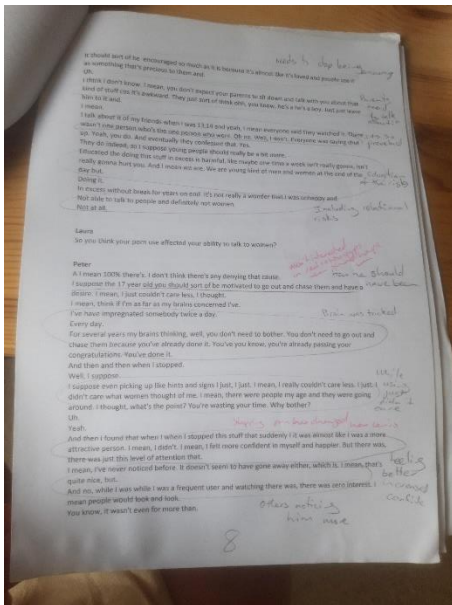 It should sort of be encouraged so much as it is because it's almost like it's loved and people see it
as something that's precious to them and
Uh.
I think I don't know. I mean, you don't expect your parents to sit down and talk with you about that
kind of stuff coz it's awkward. They just sort of think ohh, you know, he's a he's a boy. Just just leave
him to it and.
I mean.
I talk about it of my friends when I was 13,14 and yeah, I mean everyone said they watched it. There
wasn't one person who's the one person who were. Oh no. Well, I don't. Everyone was saying that
up. Yeah, you do. And eventually they confessed that. Yes.
They do indeed, so I suppose young people should really be a bit more.
Educated the doing that stuff in excess is harmful, like maybe one time a week isn't really gonna, isn't
really gonna hurt you. And I mean we are. We are young kind of men and women at the end of the
day but.
Doing it.
In excess without break for years on end. It's not really a wonder that I was someone and.
Not able to talk to people and definitely not women.
Not at all.
including relational
risks
Laura
So you think your porn use affected your ability to talk to women?
Peter
A I mean 100% there's. I don't think there's any denying that cause.
I suppose the 17 year old you should sort of be motivated to go out and chase them and have a
desire. I mean, I just couldn't care less, I thought.
I mean, think if I'm as far as my brains concerned I've.
I've impregnated somebody twice a day.
Every day.
For several years my brains thinking, well, you don't need to bother. You don't need to go out and
chase them because you've already done it. You've you know, you're already passing your
congratulations. You've done it.
And then and then when I stopped.
Well, I suppose.
I suppose even picking up like hints and signs I just, I just. I mean, I really couldn't care less. I just. I
didn't care what women thought of me. I mean, there were people my age and they were going
around. I thought, what's the point? You're wasting your time. Why bother?
Uh.
Yeah.
And then I found that when I when I stopped this that suddenly I it was almost like I was a more
attractive person. I mean, I didn't. I mean, I felt more confident in myself and happier. But there was,
there was just this level of attention that.
I mean, I've never noticed before. It doesn't seem to have gone away either, which is, I mean, that's
quite nice, but.
And no, while I was while I was a frequent user and watching there was, there was zero interest. I
mean people would look and look.
You know, it wasn't even for more than.
Brain was tricked
feeling
better
increased
others noticing
him more
8